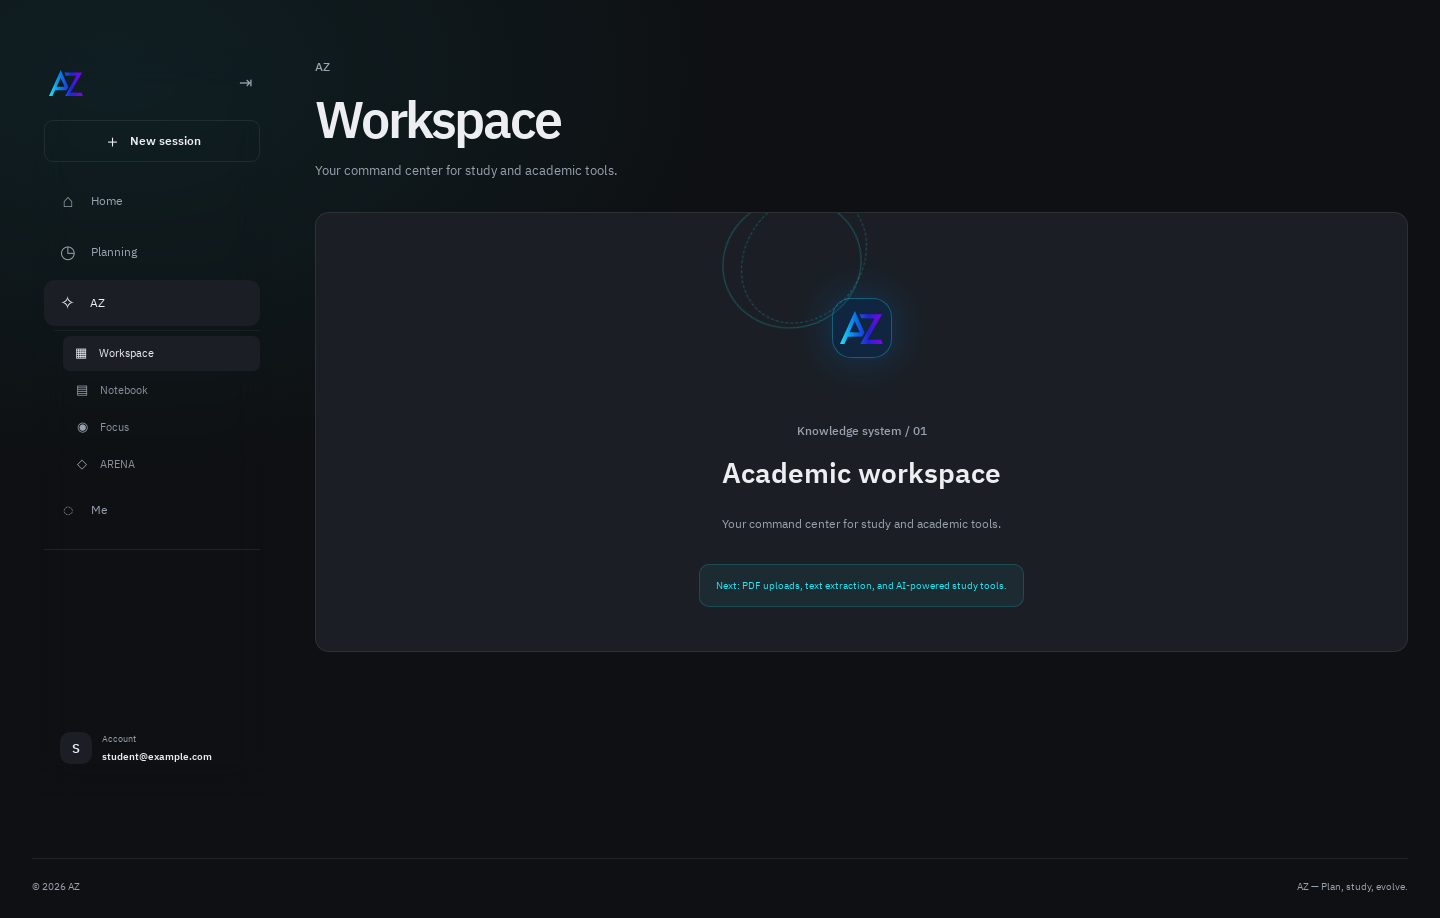 AZ
New session
Home
Planning
AZ
Workspace
Notebook
Focus
ARENA
Me
Account
S
student@example.com
AZ
Workspace
Your command center for study and academic tools.
AZ
Knowledge system / 01
Academic workspace
Your command center for study and academic tools.
Next: PDF uploads, text extraction, and AI-powered study tools.
© 2026 AZ
AZ — Plan, study, evolve.